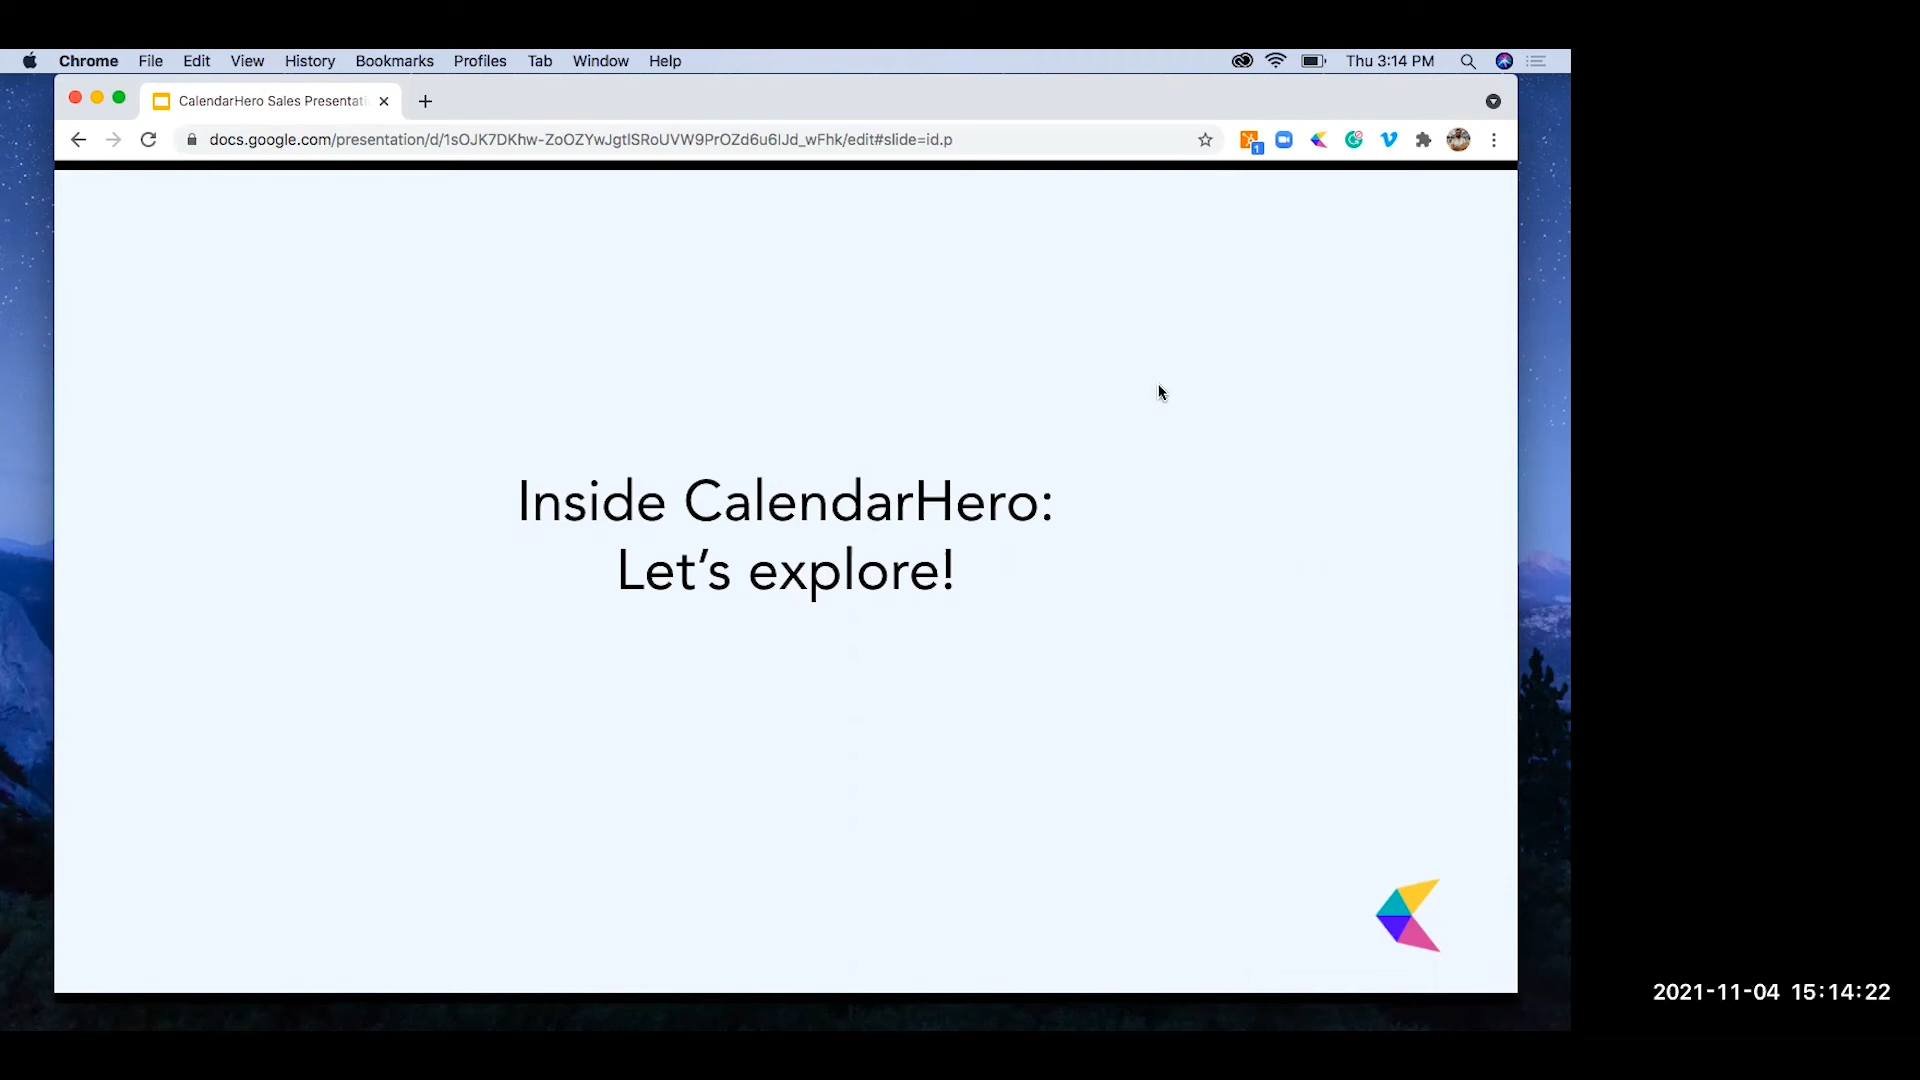 Chrome File Edit View History Bookmarks Profiles Tab Window Help Thu 3:14 PM
CalendarHero Sales Presentati
docs.google.com/presentation/d/1sOJK7DKhw-ZoOZYwJgtlSRoUVW9PrOZd6u6lJd_wFhk/edit#slide=id.p
1
Inside CalendarHero:
Let's explore!
2021-11-04 15:14:22